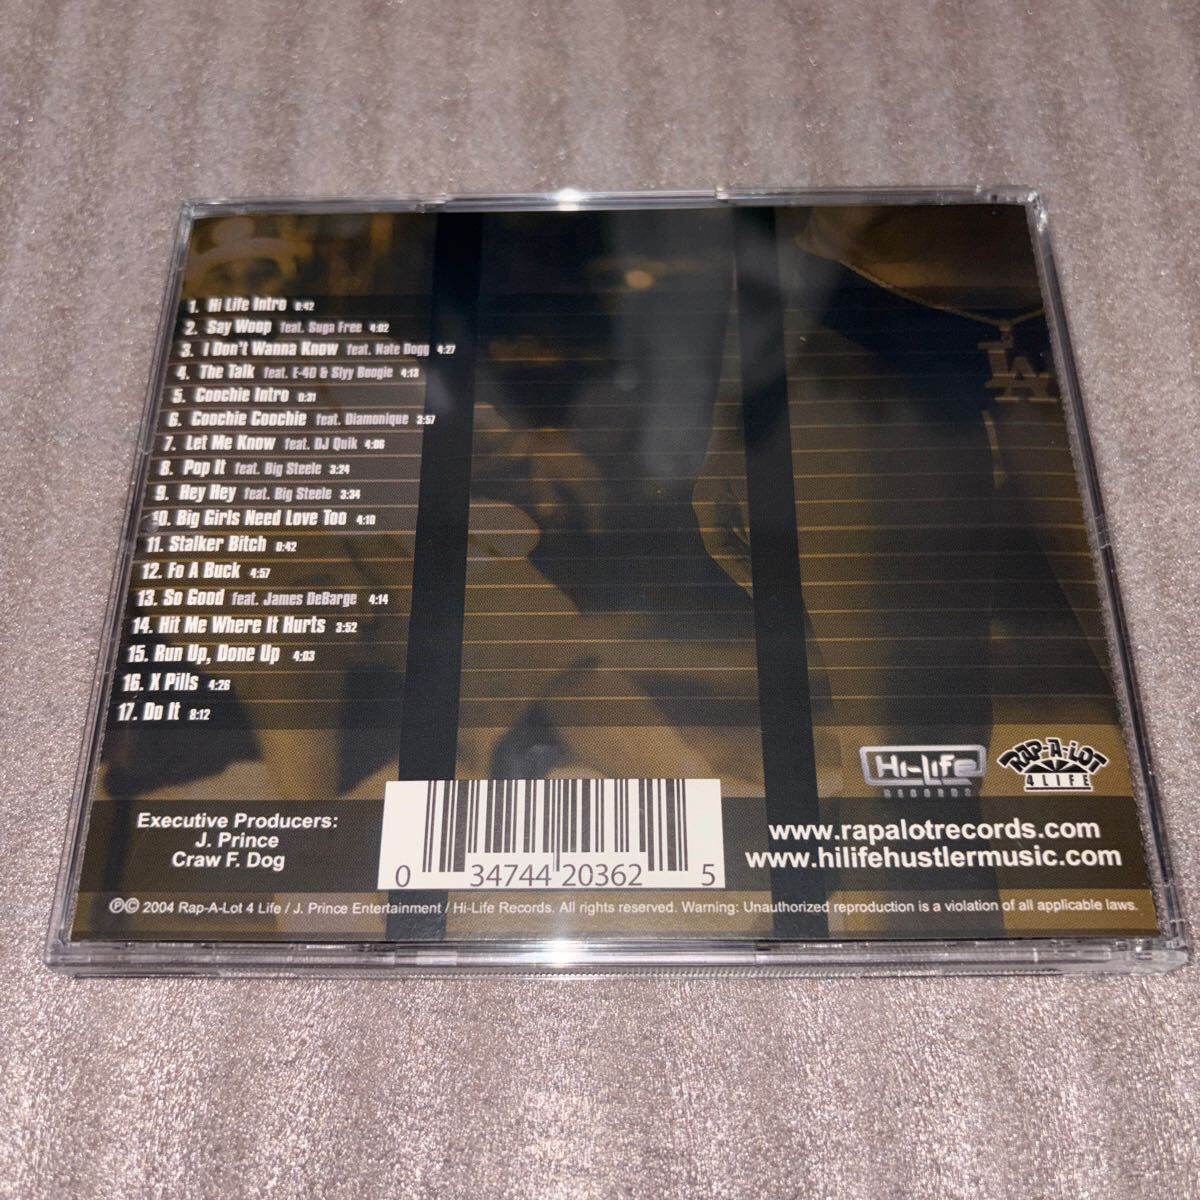 1. Hi Life Intro 0:42
2. Say Woop feat. Suga Free 4:02
3. I Don't Wanna Know feat. Nate Dogg 4:27
4. The Talk feat. E-40 & Slyy Boogie 4:13
5. Coochie Intro 0:31
6. Coochie Coochie feat. Diamonique 3:57
7. Let Me Know feat. DJ Quik 4:06
8. Pop It feat. Big Steele 3:24
9. Hey Hey feat. Big Steele 3:34
10. Big Girls Need Love Too 4:10
11. Stalker Bitch 0:42
12. Fo A Buck 4:57
13. So Good feat. James DeBarge 4:14
14. Hit Me Where It Hurts 3:52
15. Run Up, Done Up 4:03
16. X Pills 4:26
17. Do It 8:12
LA
Hi-Life
RECORDS
RAP-A-LOT
4 LIFE
Executive Producers:
J. Prince
Craw F. Dog
0 34744 20362 5
www.rapalotrecords.com
www.hilifehustlermusic.com
℗© 2004 Rap-A-Lot 4 Life / J. Prince Entertainment / Hi-Life Records. All rights reserved. Warning: Unauthorized reproduction is a violation of all applicable laws.